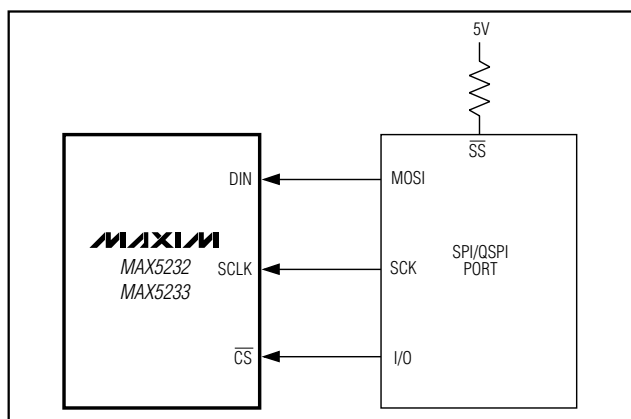 5V
SS
DIN
MOSI
MAXIM
MAX5232
MAX5233
SCLK
SCK
SPI/QSPI
PORT
CS
I/O